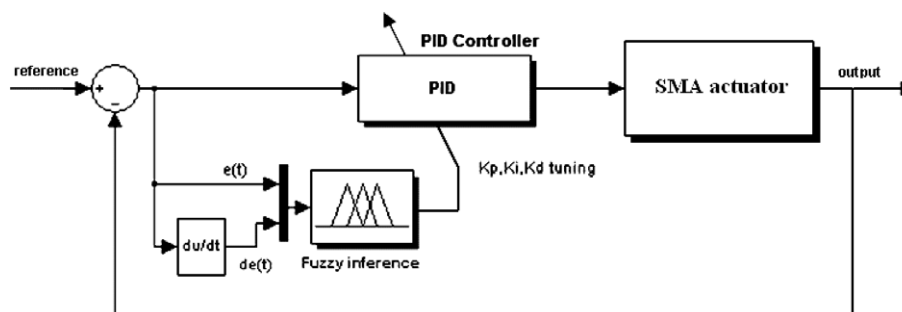 PID Controller
reference
+
−
PID
SMA actuator
output
Kp,Ki,Kd tuning
e(t)
du/dt
de(t)
Fuzzy inference